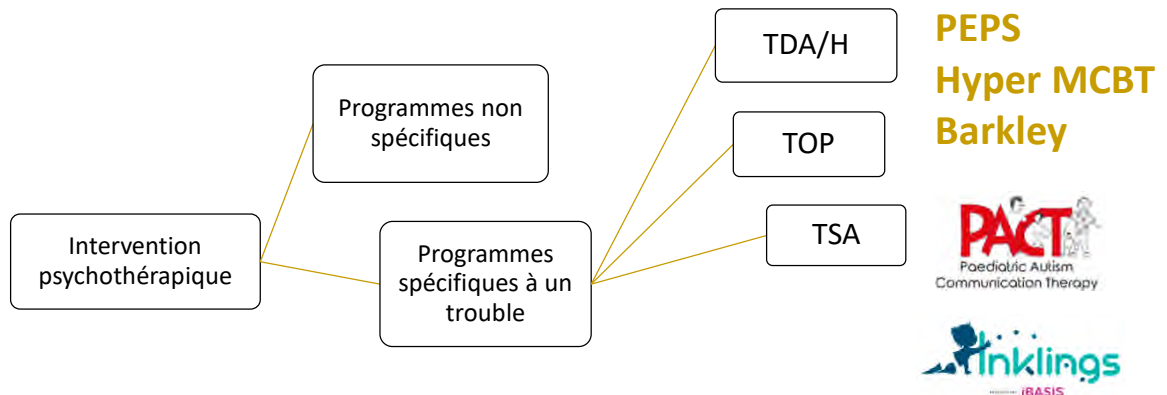 TDA/H
PEPS
Hyper MCBT
Barkley
Programmes non
spécifiques
TOP
Intervention
psychothérapique
Programmes
spécifiques à un
trouble
TSA
PACT
Paediatric Autism
Communication Therapy
Inklings
iBASIS